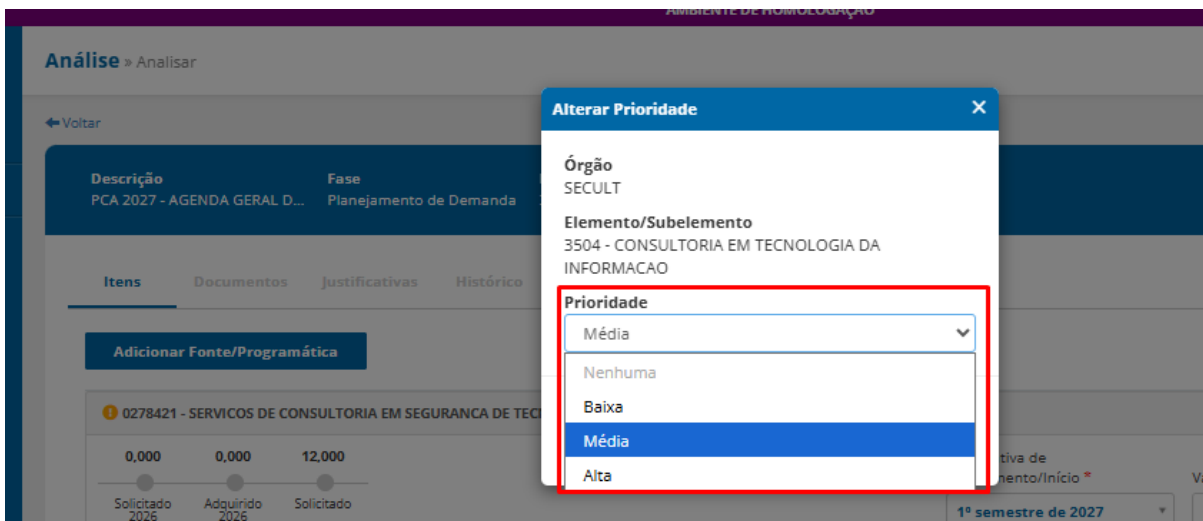 AMBIENTE DE HOMOLOGAÇÃO
Análise » Analisar
Voltar
Descrição
PCA 2027 - AGENDA GERAL D...
Fase
Planejamento de Demanda
Itens
Documentos
Justificativas
Histórico
Adicionar Fonte/Programática
0278421 - SERVICOS DE CONSULTORIA EM SEGURANCA DE
0,000
0,000
12,000
Solicitado
2026
Adquirido
2026
Solicitado
Alterar Prioridade
×
Órgão
SECULT
Elemento/Subelemento
3504 - CONSULTORIA EM TECNOLOGIA DA
INFORMACAO
Prioridade
Média
Nenhuma
Baixa
Média
Alta
1º semestre de 2027